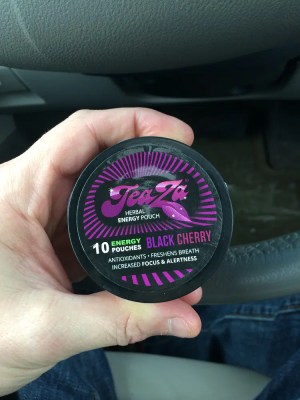 TeaZa
HERBAL
ENERGY POUCH
10 ENERGY POUCHES BLACK CHERRY
ANTIOXIDANTS • FRESHENS BREATH
INCREASED FOCUS & ALERTNESS